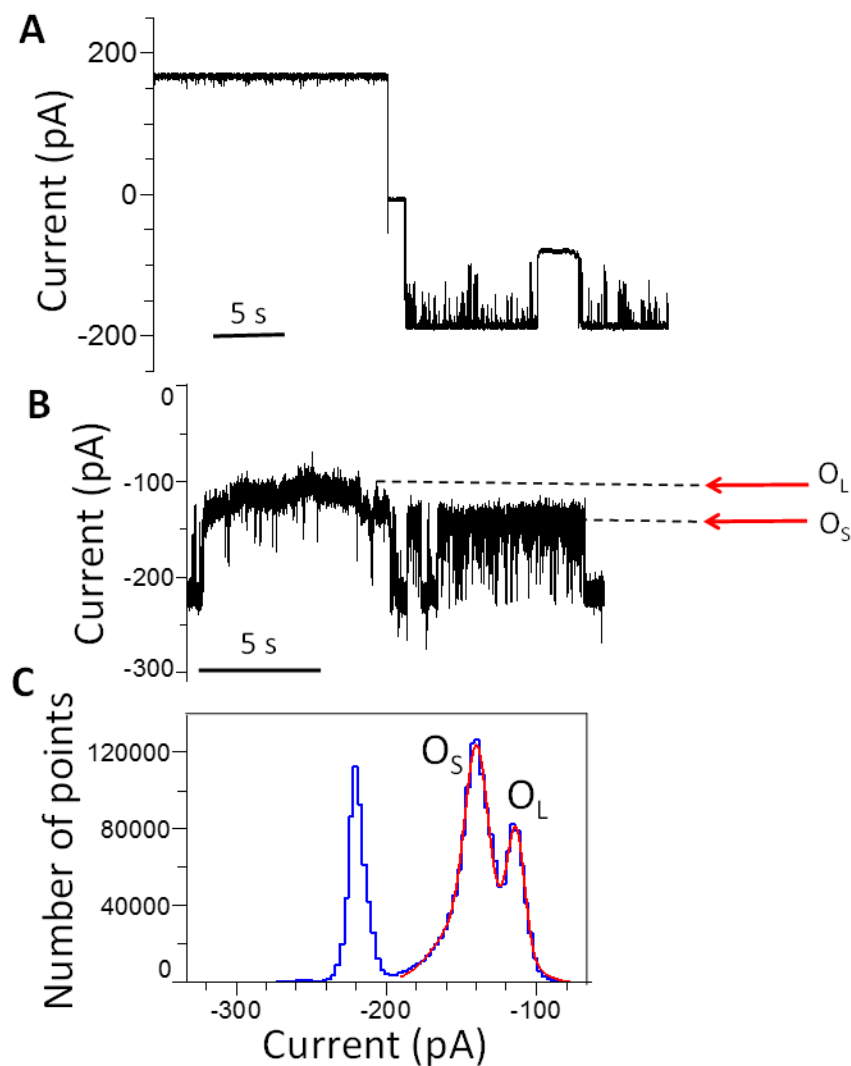 A
Current (pA)
200
0
-200
5 s
B
Current (pA)
0
-100
-200
-300
5 s
O_L
O_S
C
Number of points
120000
80000
40000
0
O_S
O_L
-300
-200
-100
Current (pA)